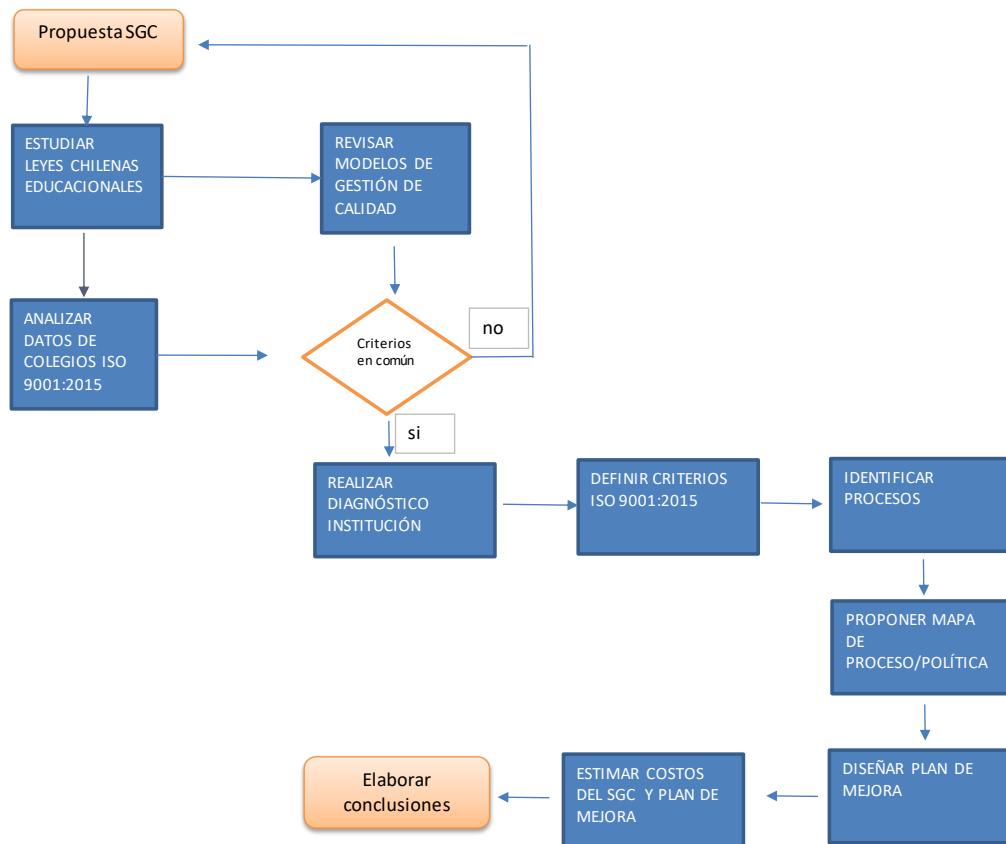 Propuesta SGC
ESTUDIAR
LEYES CHILENAS
EDUCACIONALES
REVISAR
MODELOS DE
GESTIÓN DE
CALIDAD
ANALIZAR
DATOS DE
COLEGIOS ISO
9001:2015
Criterios
en común
no
si
REALIZAR
DIAGNÓSTICO
INSTITUCIÓN
DEFINIR CRITERIOS
ISO 9001:2015
IDENTIFICAR
PROCESOS
PROPONER MAPA
DE
PROCESO/POLÍTICA
DISEÑAR PLAN DE
MEJORA
ESTIMAR COSTOS
DEL SGC Y PLAN DE
MEJORA
Elaborar
conclusiones